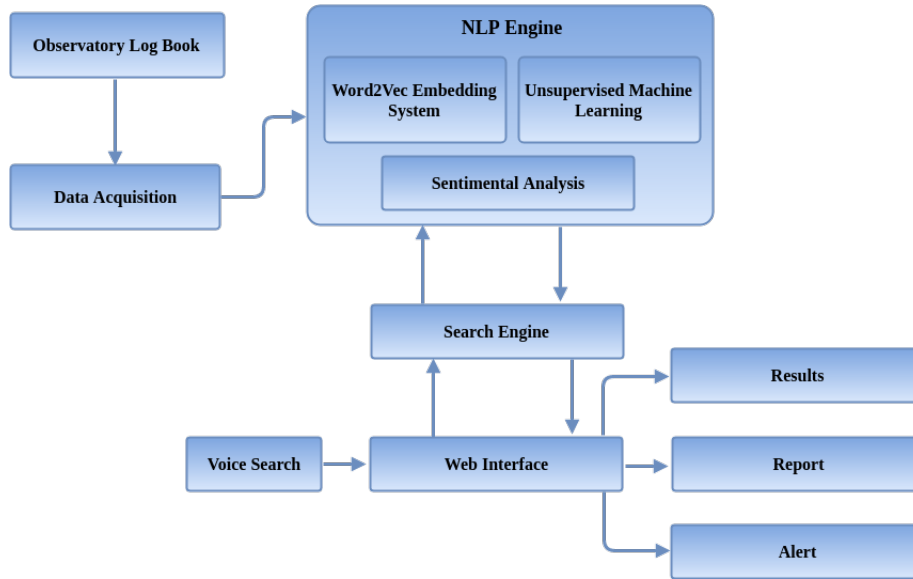 Observatory Log Book
NLP Engine
Word2Vec Embedding
System
Unsupervised Machine
Learning
Data Acquisition
Sentimental Analysis
Search Engine
Results
Voice Search
Web Interface
Report
Alert